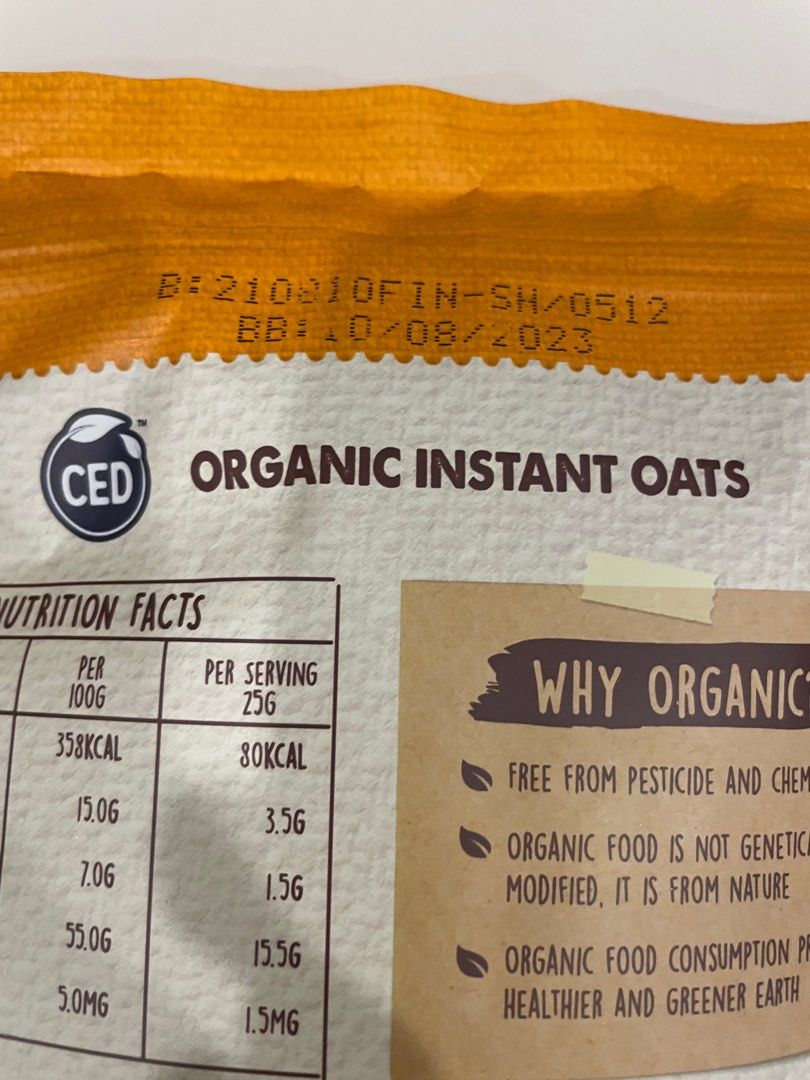 B:210810FIN-SH/0512
BB:10/08/2023
CED™
ORGANIC INSTANT OATS
NUTRITION FACTS
PER 100G
PER SERVING 25G
358KCAL 80KCAL
15.0G 3.5G
7.0G 1.5G
55.0G 15.5G
5.0MG 1.5MG
WHY ORGANIC?
FREE FROM PESTICIDE AND CHEM
ORGANIC FOOD IS NOT GENETICA
MODIFIED, IT IS FROM NATURE
ORGANIC FOOD CONSUMPTION PR
HEALTHIER AND GREENER EARTH